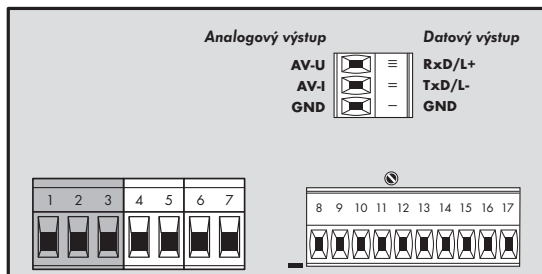 Analogový výstup Datový výstup
AV-U ≡ RxD/L+
AV-I = TxD/L-
GND − GND
1 2 3 4 5 6 7
8 9 10 11 12 13 14 15 16 17